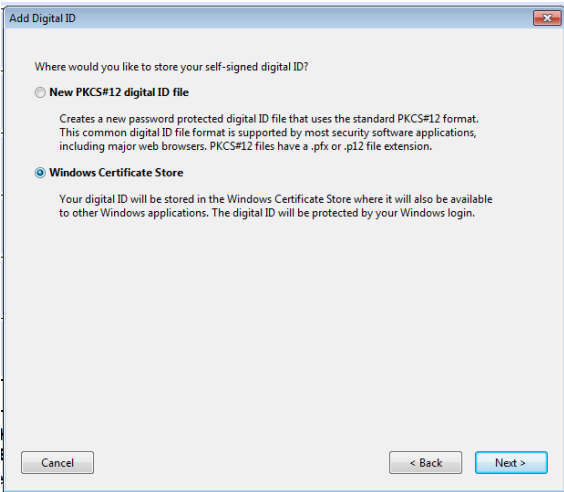 Add Digital ID
Where would you like to store your self-signed digital ID?
New PKCS#12 digital ID file
Creates a new password protected digital ID file that uses the standard PKCS#12 format.
This common digital ID file format is supported by most security software applications,
including major web browsers. PKCS#12 files have a .pfx or .p12 file extension.
Windows Certificate Store
Your digital ID will be stored in the Windows Certificate Store where it will also be available
to other Windows applications. The digital ID will be protected by your Windows login.
Cancel
< Back
Next >